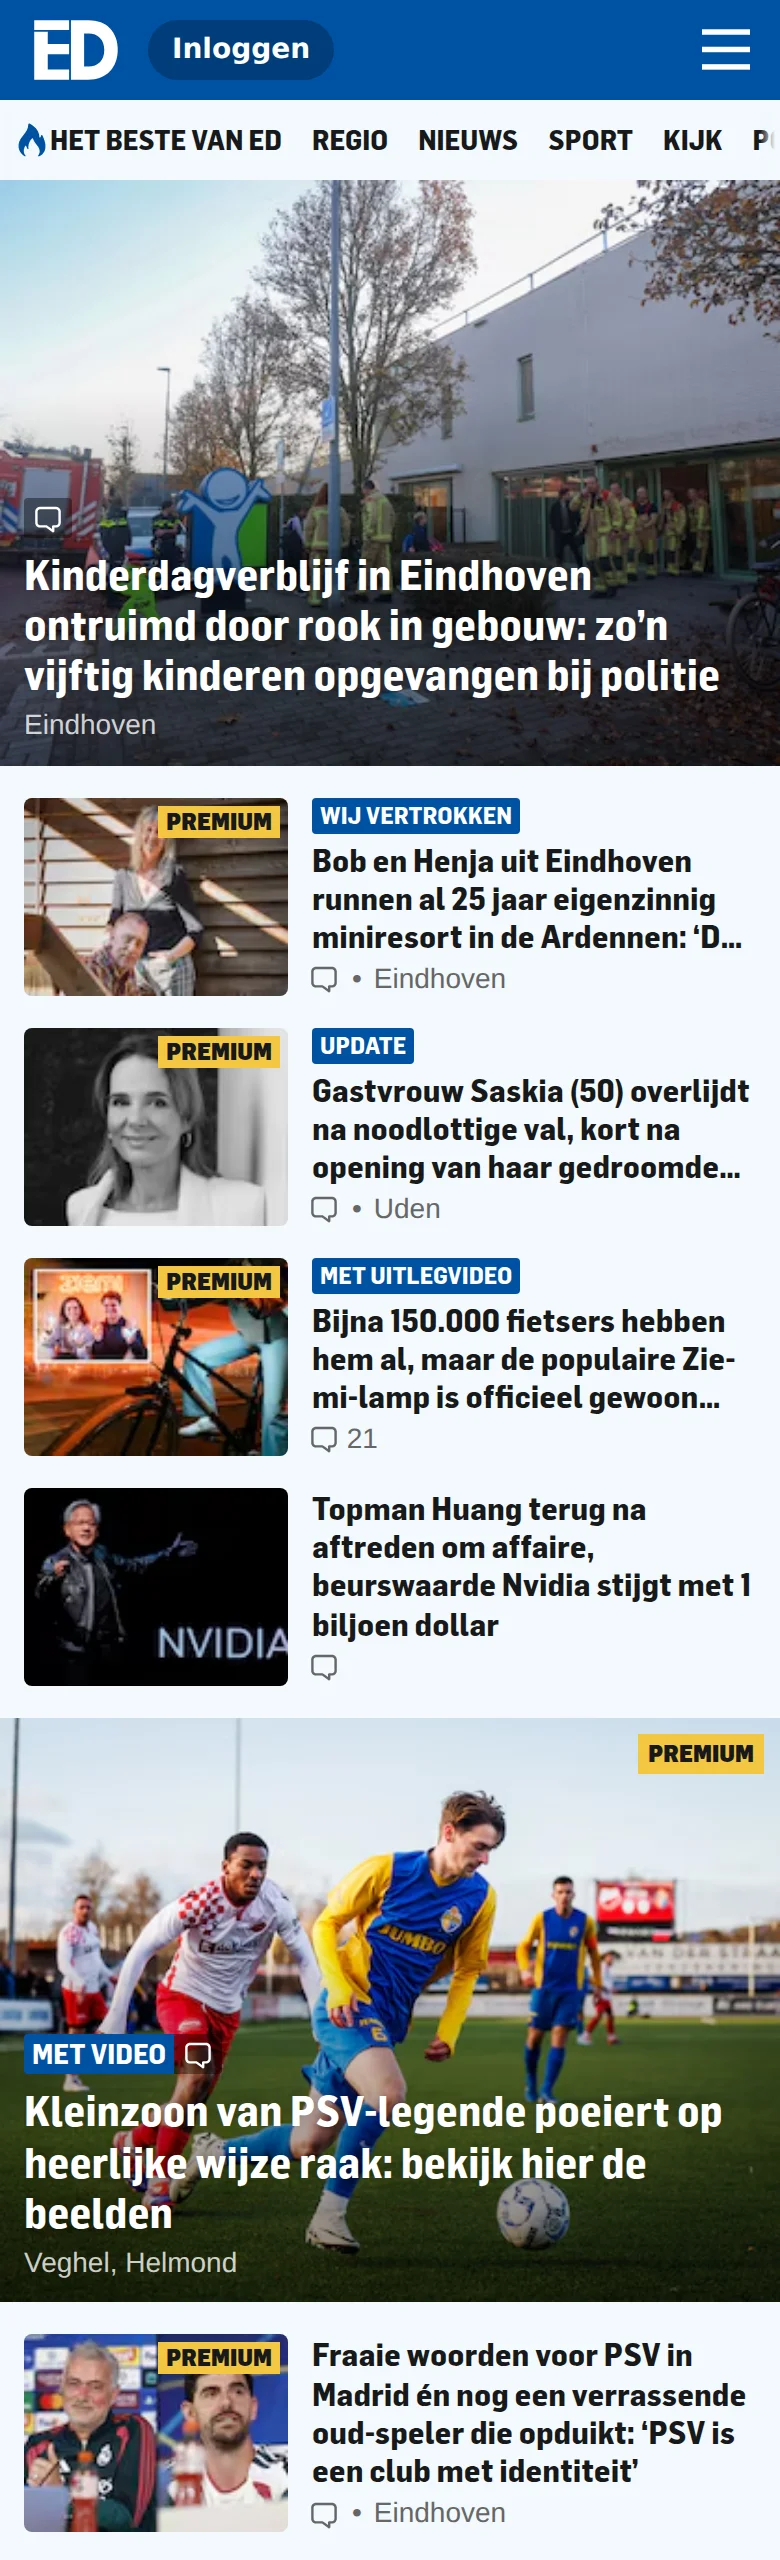 ED
Inloggen
HET BESTE VAN ED REGIO NIEUWS SPORT KIJK
Kinderdagverblijf in Eindhoven
ontruimd door rook in gebouw: zo’n
vijftig kinderen opgevangen bij politie
Eindhoven
PREMIUM
WIJ VERTROKKEN
Bob en Henja uit Eindhoven
runnen al 25 jaar eigenzinnig
miniresort in de Ardennen: ‘D...
• Eindhoven
PREMIUM
UPDATE
Gastvrouw Saskia (50) overlijdt
na noodlottige val, kort na
opening van haar gedroomde...
• Uden
PREMIUM
ziemi
MET UITLEGVIDEO
Bijna 150.000 fietsers hebben
hem al, maar de populaire Zie-
mi-lamp is officieel gewoon...
21
NVIDIA
Topman Huang terug na
aftreden om affaire,
beurswaarde Nvidia stijgt met 1
biljoen dollar
PREMIUM
JUMBO
VAN DER STRAA
MET VIDEO
Kleinzoon van PSV-legende poeiert op
heerlijke wijze raak: bekijk hier de
beelden
Veghel, Helmond
PREMIUM
Fraaie woorden voor PSV in
Madrid én nog een verrassende
oud-speler die opduikt: ‘PSV is
een club met identiteit’
• Eindhoven